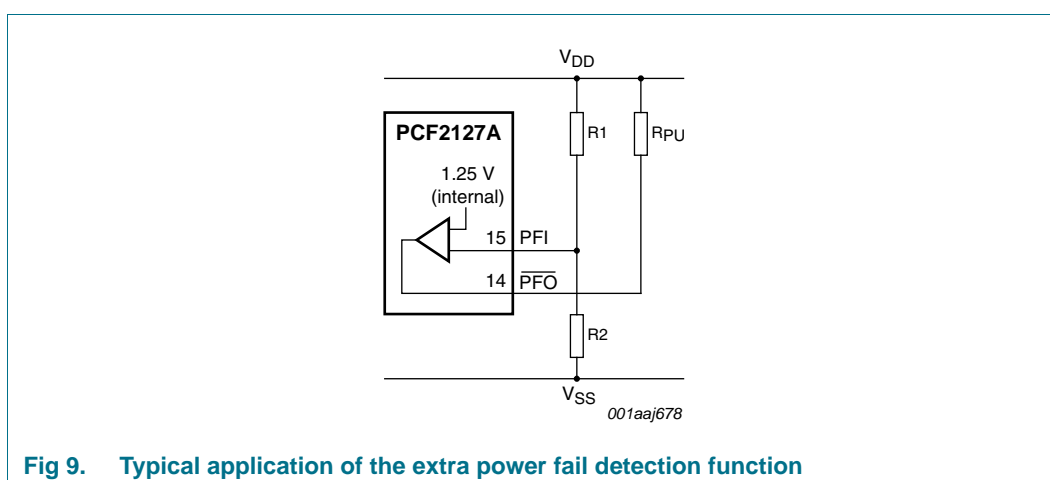 VDD
PCF2127A
R1
RPU
1.25 V
(internal)
15 PFI
14 PFO
R2
VSS
001aaj678
Fig 9. Typical application of the extra power fail detection function